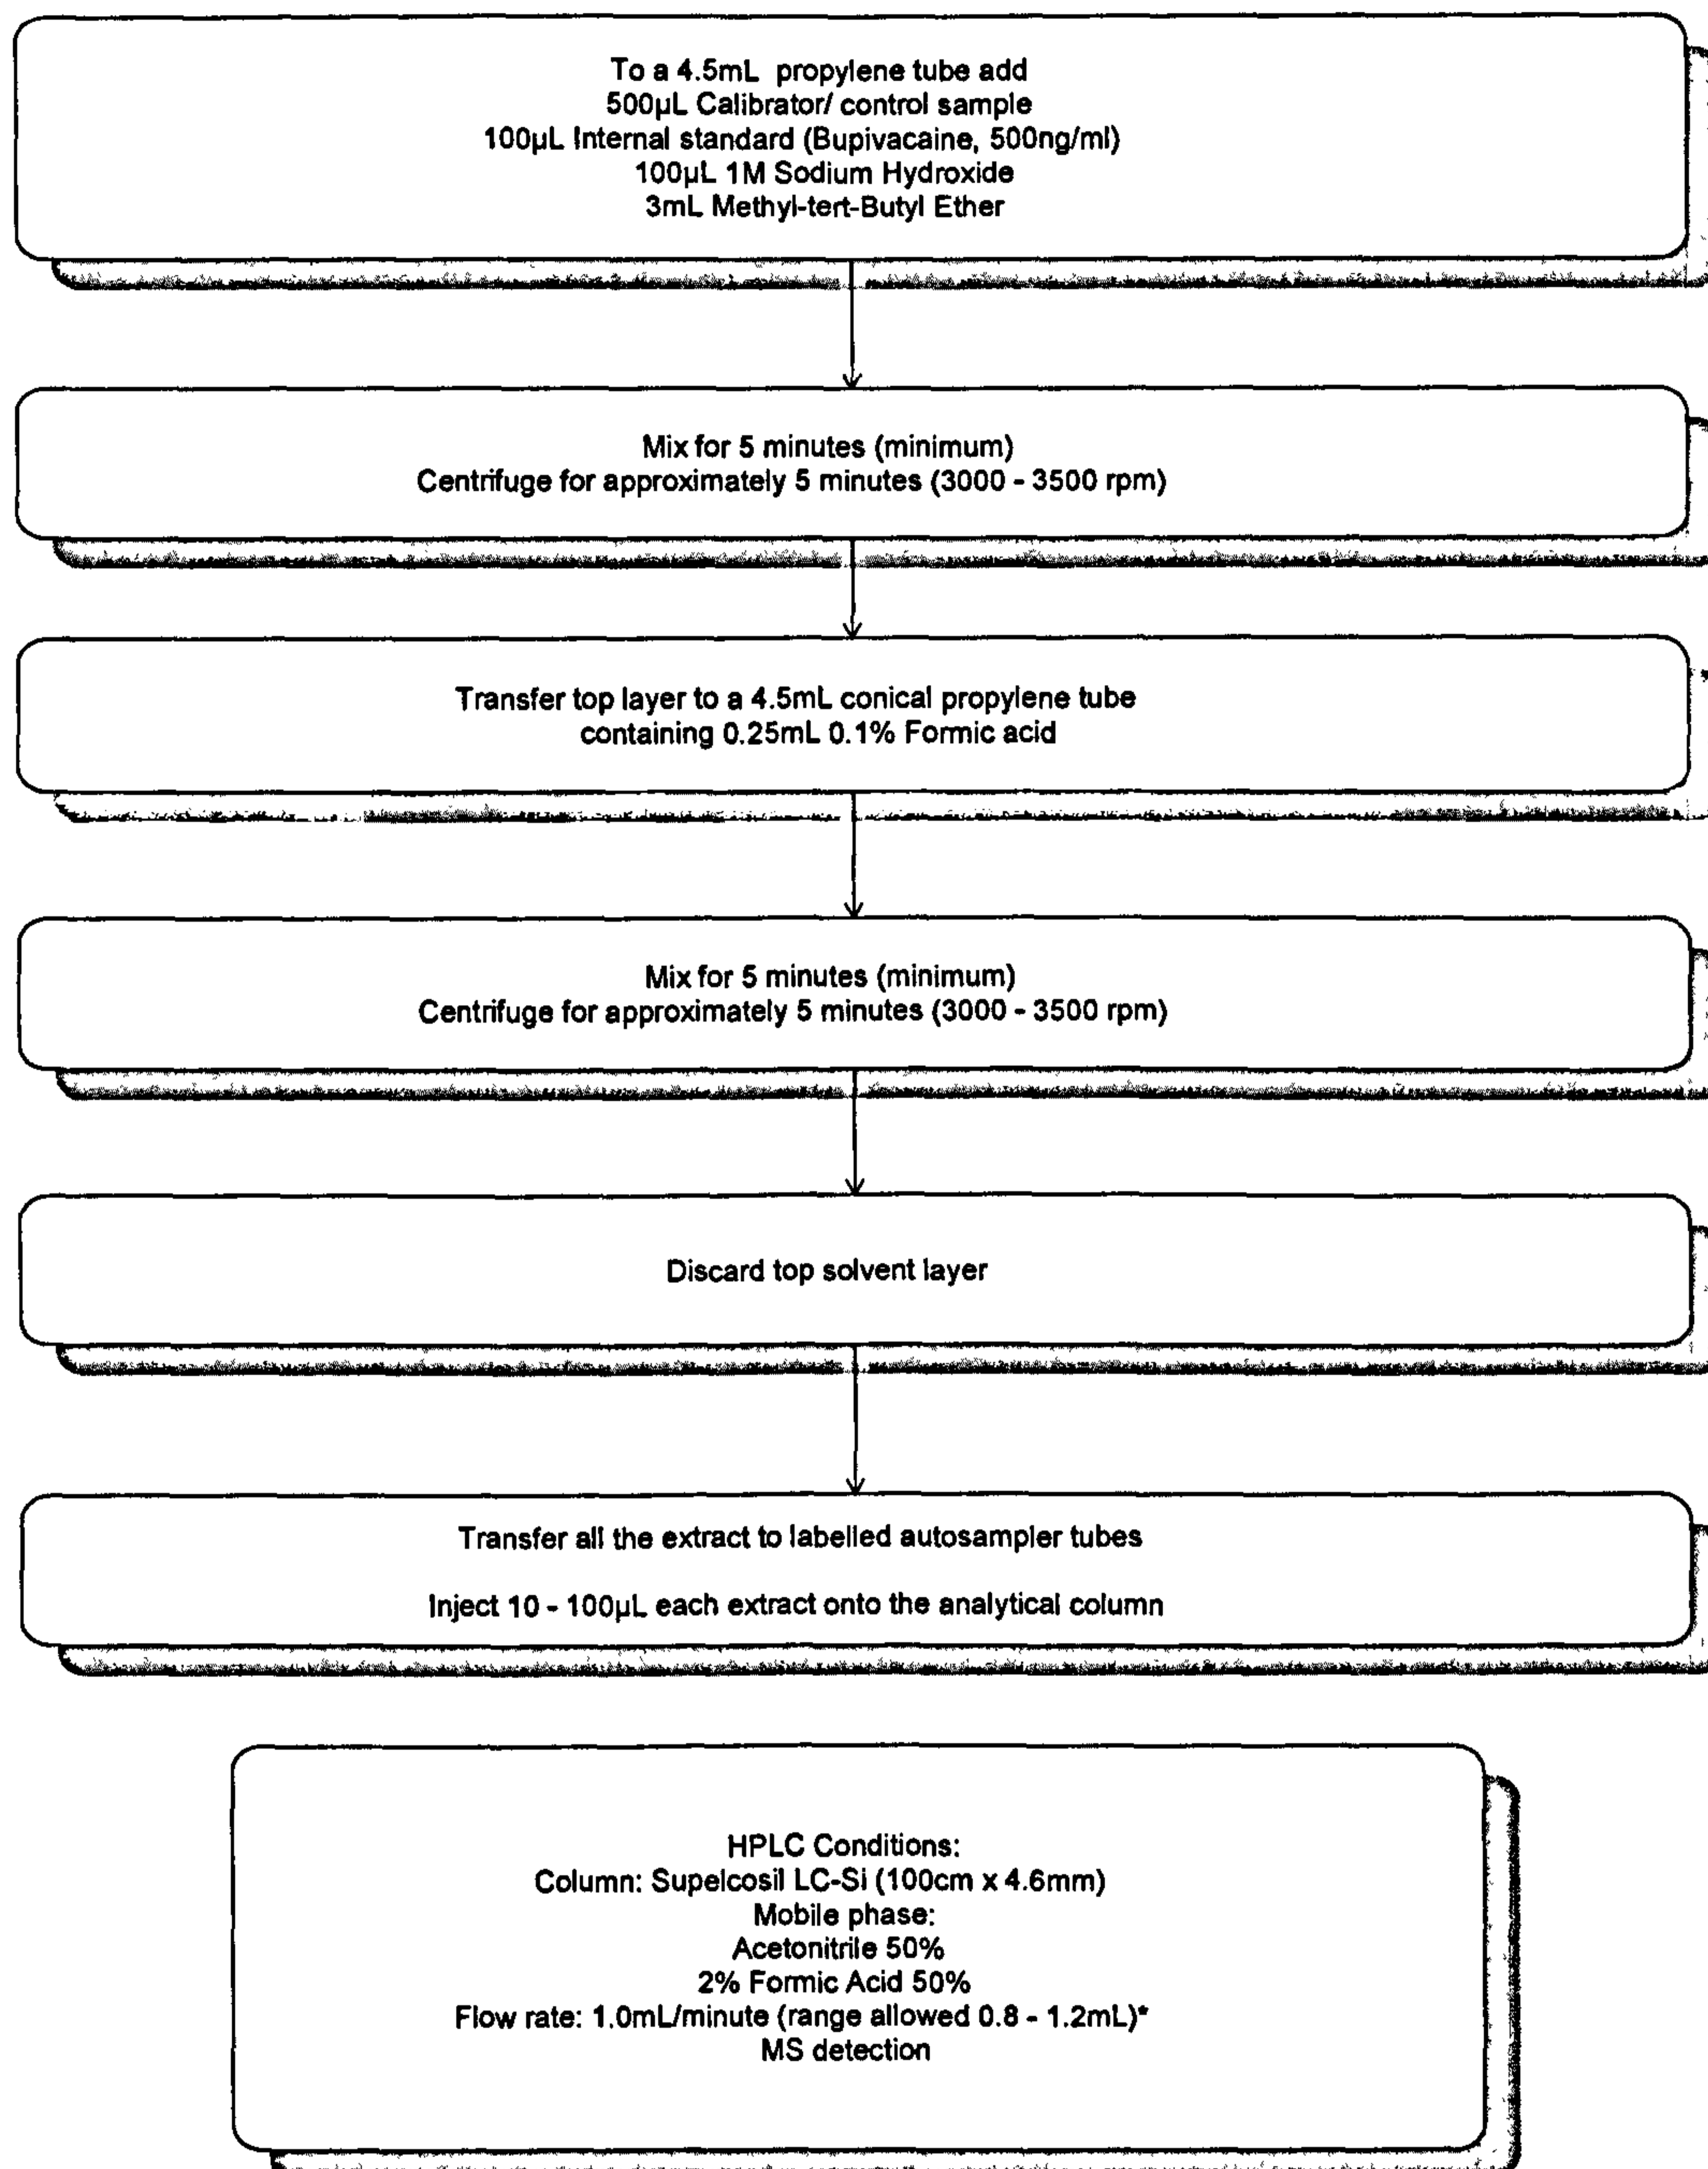 To a 4.5mL propylene tube add
500µL Calibrator/ control sample
100µL Internal standard (Bupivacaine, 500ng/ml)
100µL 1M Sodium Hydroxide
3mL Methyl-tert-Butyl Ether
Mix for 5 minutes (minimum)
Centrifuge for approximately 5 minutes (3000 - 3500 rpm)
Transfer top layer to a 4.5mL conical propylene tube
containing 0.25mL 0.1% Formic acid
Mix for 5 minutes (minimum)
Centrifuge for approximately 5 minutes (3000 - 3500 rpm)
Discard top solvent layer
Transfer all the extract to labelled autosampler tubes
Inject 10 - 100µL each extract onto the analytical column
HPLC Conditions:
Column: Supelcosil LC-Si (100cm x 4.6mm)
Mobile phase:
Acetonitrile 50%
2% Formic Acid 50%
Flow rate: 1.0mL/minute (range allowed 0.8 - 1.2mL)*
MS detection